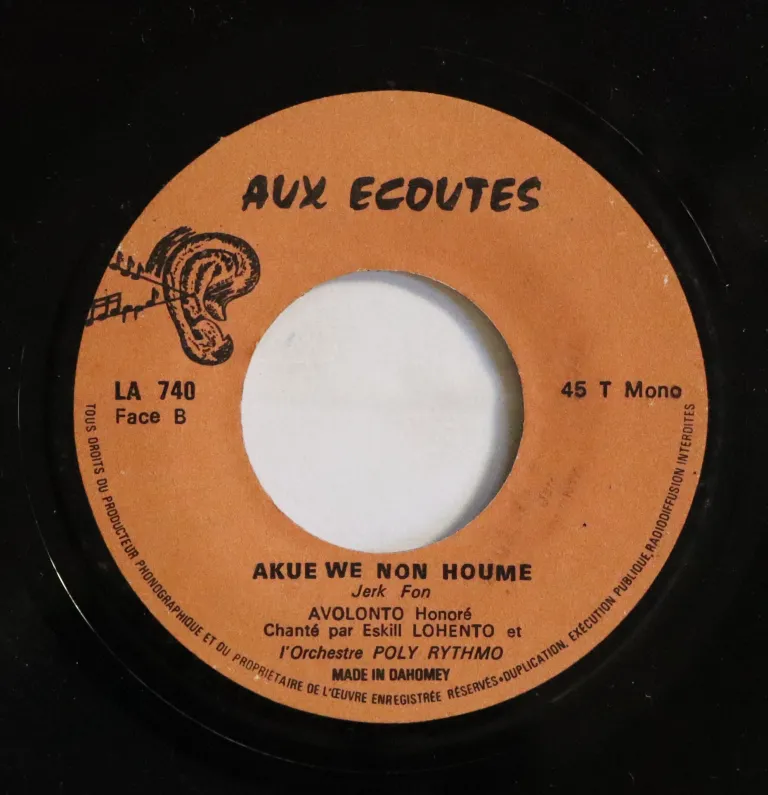 AUX ECOUTES
LA 740
Face B
45 T Mono
AKUE WE NON HOUME
Jerk Fon
AVOLONTO Honoré
Chanté par Eskill LOHENTO et
l'Orchestre POLY RYTHMO
MADE IN DAHOMEY
TOUS DROITS DU PRODUCTEUR PHONOGRAPHIQUE ET DU PROPRIETAIRE DE L'ŒUVRE ENREGISTRÉE RÉSERVÉS•DUPLICATION, EXÉCUTION PUBLIQUE, RADIODIFFUSION INTERDITES